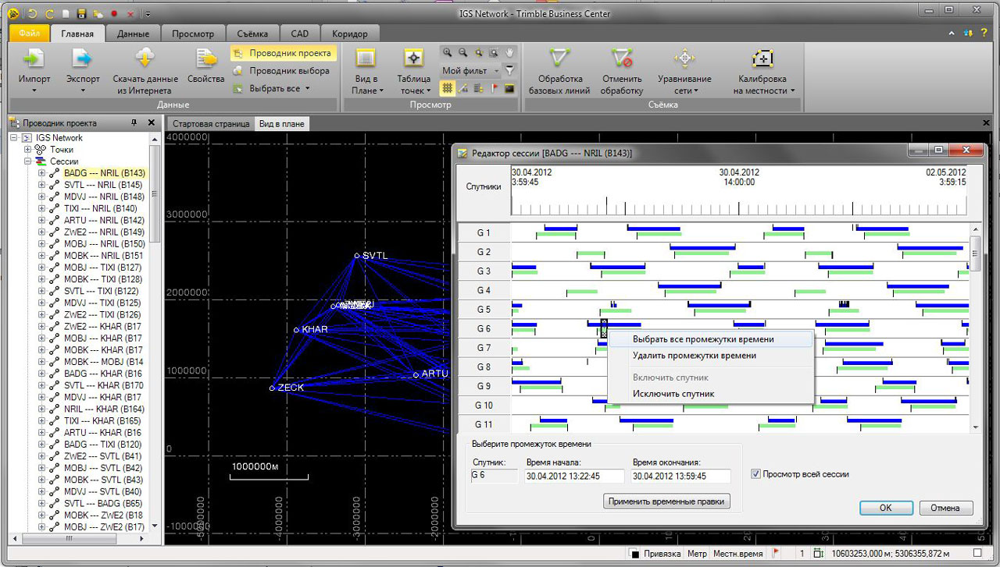 IGS Network - Trimble Business Center
Файл Главная Данные Просмотр Съёмка CAD Коридор
Импорт Экспорт Скачать данные из Интернета Свойства
Проводник проекта
Проводник выбора
Выбрать все
Данные
Вид в Плане Таблица точек Мой фильт
Просмотр
Обработка базовых линий Отменить обработку Уравнивание сети Калибровка на местности
Съёмка
Проводник проекта
IGS Network
Точки
Сессии
BADG --- NRIL (B143)
SVTL --- NRIL (B145)
MDVJ --- NRIL (B148)
TIXI --- NRIL (B140)
ARTU --- NRIL (B142)
ZWE2 --- NRIL (B149)
MOBJ --- NRIL (B150)
MOBK --- NRIL (B151
MOBJ --- TIXI (B127)
MOBK --- TIXI (B128)
SVTL --- TIXI (B122)
MDVJ --- TIXI (B125)
ZWE2 --- TIXI (B126)
ZWE2 --- KHAR (B17
MOBJ --- KHAR (B17
MOBK --- KHAR (B17
MOBK --- MOBJ (B14
BADG --- KHAR (B16
SVTL --- KHAR (B170
MDVJ --- KHAR (B17
NRIL --- KHAR (B164)
TIXI --- KHAR (B165)
ARTU --- KHAR (B16
BADG --- TIXI (B120)
ZWE2 --- SVTL (B41)
MOBJ --- SVTL (B42)
MOBK --- SVTL (B43)
MDVJ --- SVTL (B40)
SVTL --- BADG (B65)
MOBK --- ZWE2 (B18
MOBJ --- ZWE2 (B17)
Стартовая страница Вид в плане
4000000
3000000
2000000
1000000
0
-1000000
SVTL
KHAR
ARTU
ZECK
1000000м
-5000000 -4000000 -3000000 -2000000
Редактор сессии [BADG --- NRIL (B143)]
Спутники
30.04.2012 30.04.2012 02.05.2012
3:59:45 14:00:00 3:59:15
G 1
G 2
G 3
G 4
G 5
G 6
G 7
G 8
G 9
G 10
G 11
Выбрать все промежутки времени
Удалить промежутки времени
Включить спутник
Исключить спутник
Выберите промежуток времени
Спутник: Время начала: Время окончания:
G 6 30.04.2012 13:22:45 30.04.2012 13:59:45
Просмотр всей сессии
Применить временные правки
OK Отмена
Привязка Метр Местн.время 1 10603253,000 м; 5306355,872 м